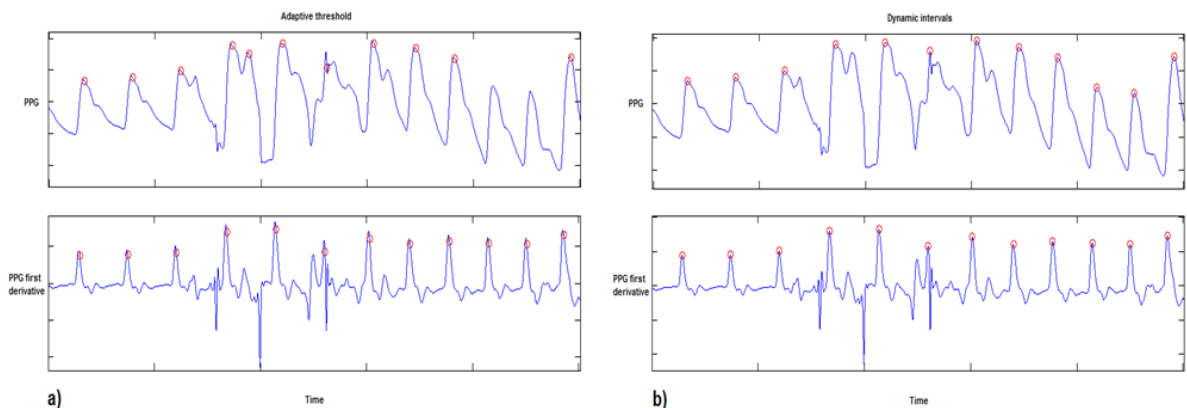 Adaptive threshold
PPG
PPG first
derivative
a)
Time
Dynamic intervals
PPG
PPG first
derivative
b)
Time